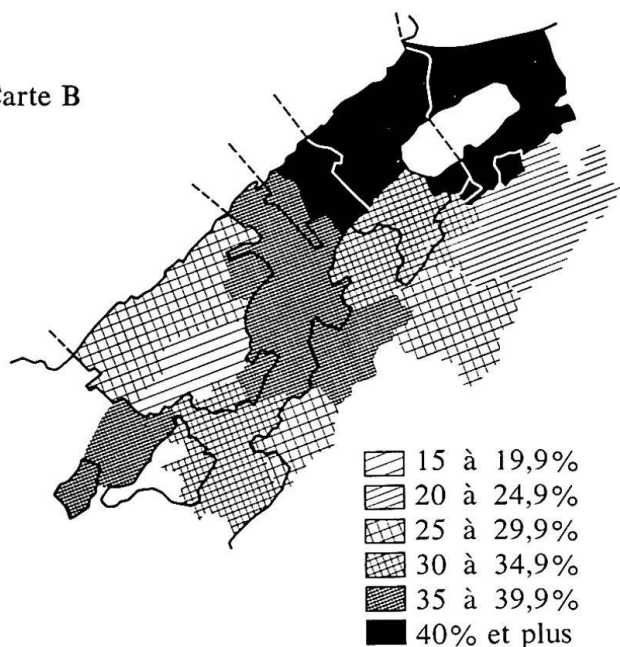 Carte B
15 à 19,9%
20 à 24,9%
25 à 29,9%
30 à 34,9%
35 à 39,9%
40% et plus